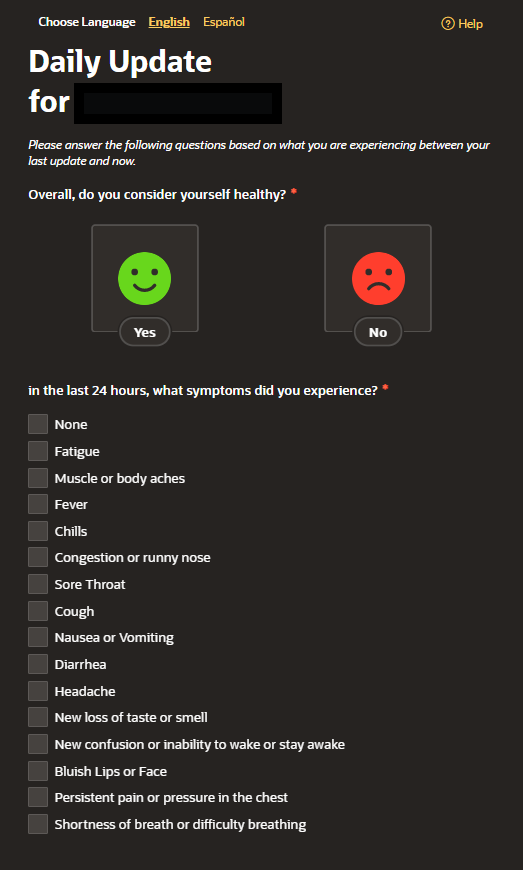 Choose Language English Español
Help
Daily Update
for
Please answer the following questions based on what you are experiencing between your
last update and now.
Overall, do you consider yourself healthy? *
Yes
No
in the last 24 hours, what symptoms did you experience? *
None
Fatigue
Muscle or body aches
Fever
Chills
Congestion or runny nose
Sore Throat
Cough
Nausea or Vomiting
Diarrhea
Headache
New loss of taste or smell
New confusion or inability to wake or stay awake
Bluish Lips or Face
Persistent pain or pressure in the chest
Shortness of breath or difficulty breathing